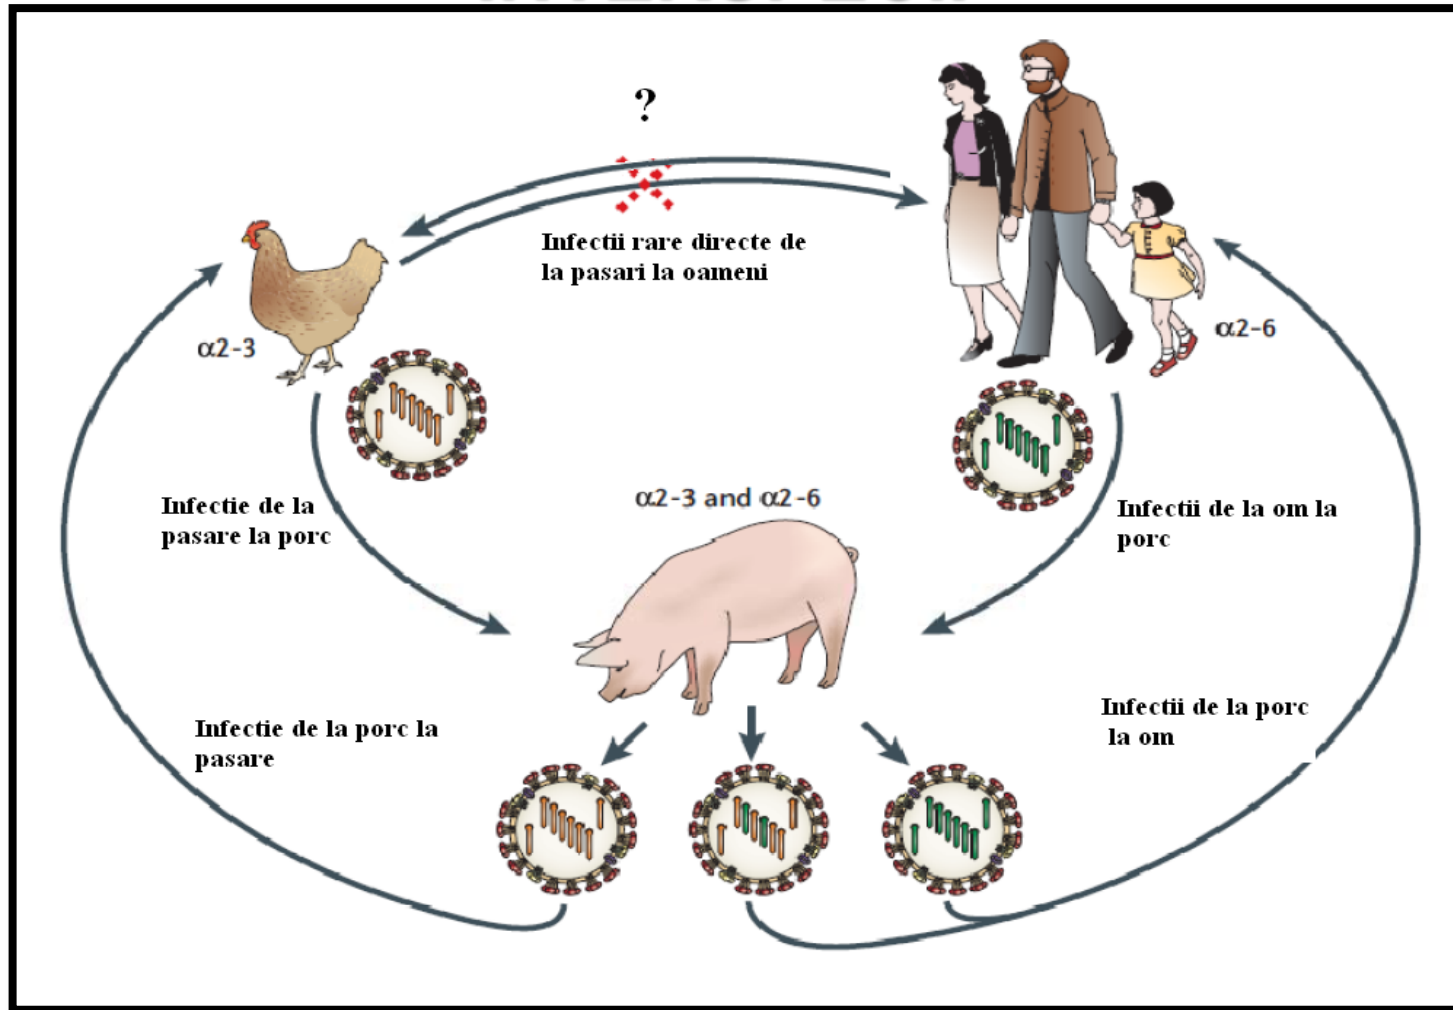 ?
Infectii rare directe de
la pasari la oameni
α2-3
α2-6
Infectie de la
pasare la porc
α2-3 and α2-6
Infectii de la om la
porc
Infectie de la porc la
pasare
Infectii de la porc
la om